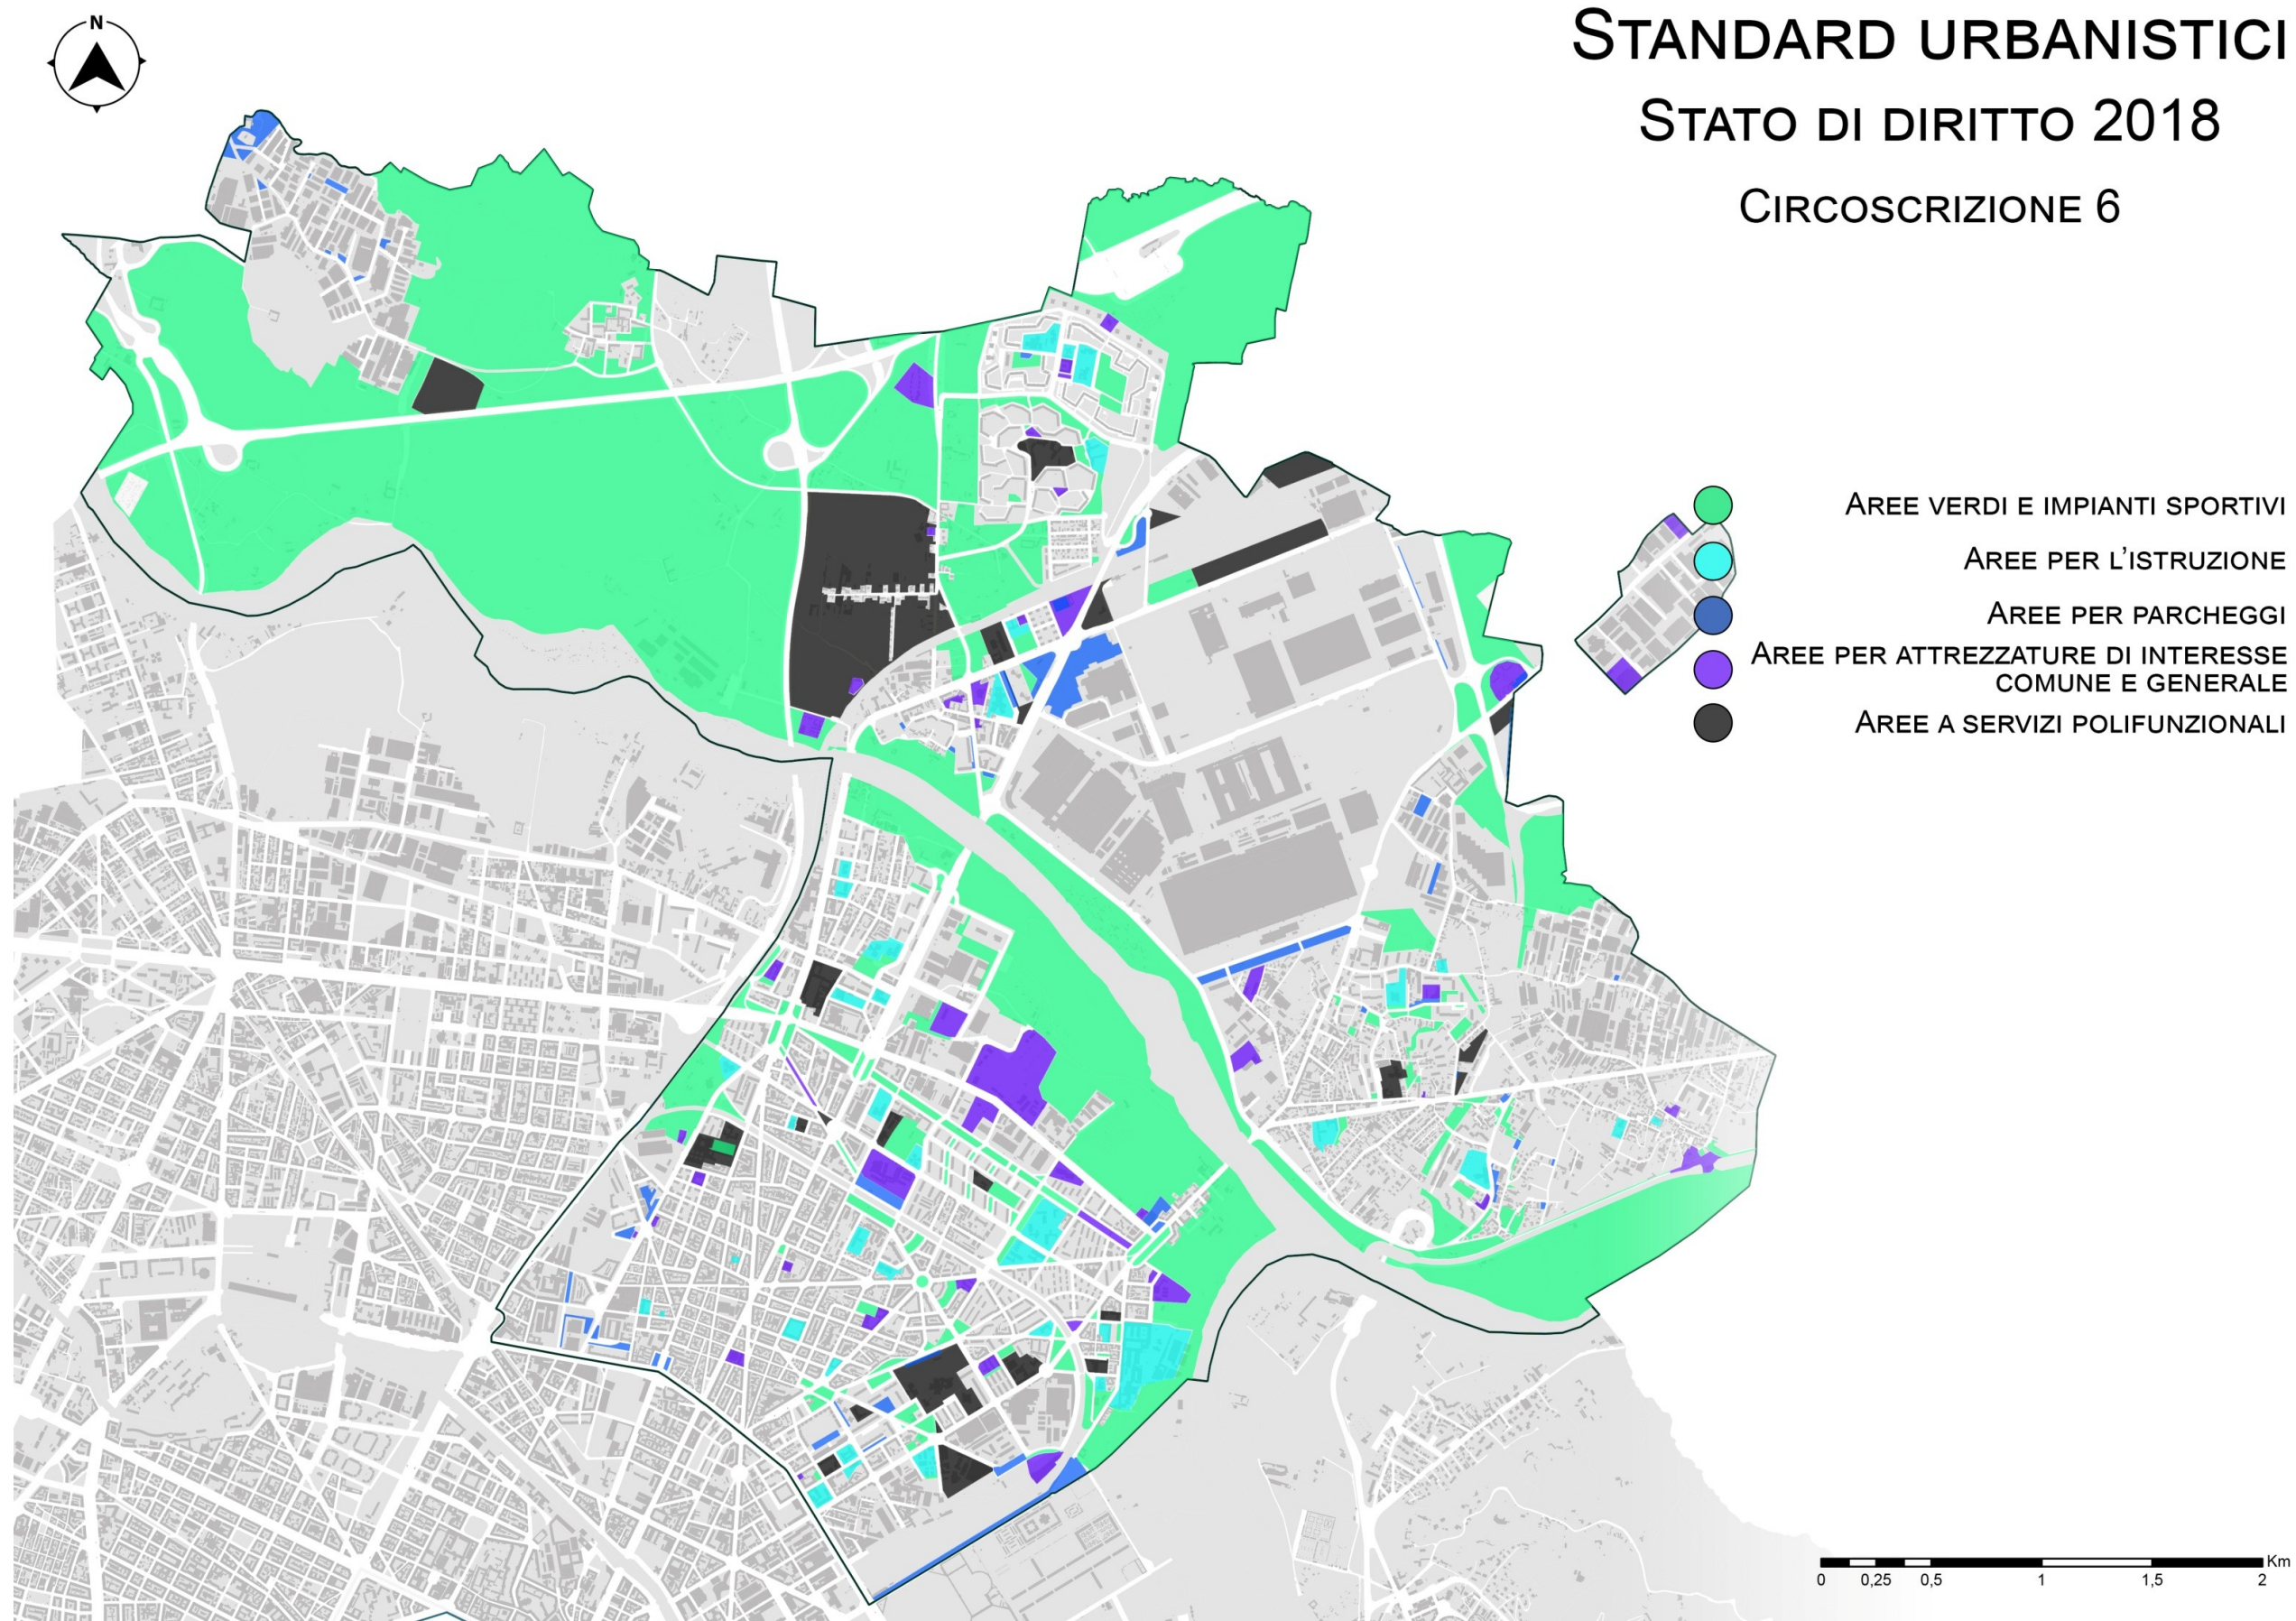 N
STANDARD URBANISTICI
STATO DI DIRITTO 2018
CIRCOSCRIZIONE 6
AREE VERDI E IMPIANTI SPORTIVI
AREE PER L'ISTRUZIONE
AREE PER PARCHEGGI
AREE PER ATTREZZATURE DI INTERESSE
COMUNE E GENERALE
AREE A SERVIZI POLIFUNZIONALI
Km
0 0,25 0,5 1 1,5 2